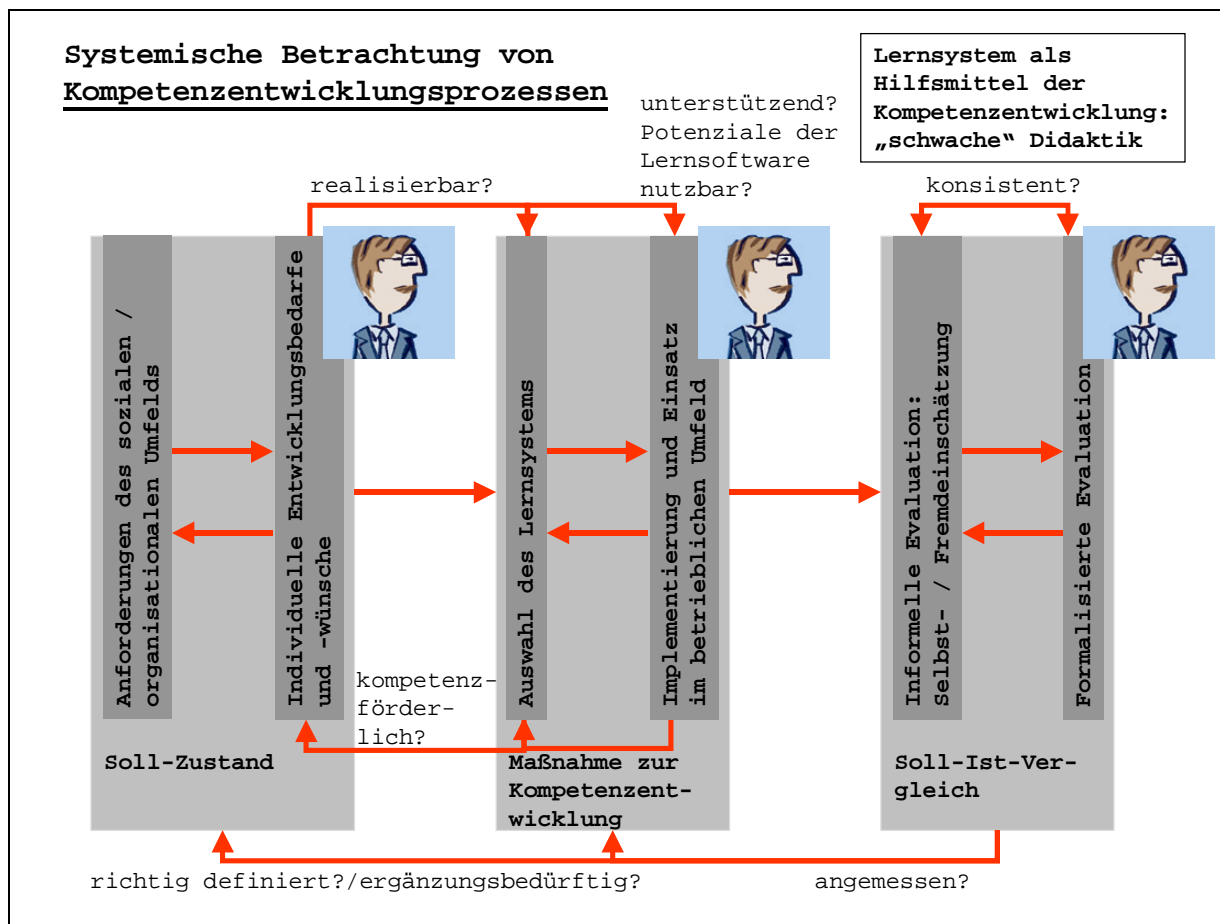 Systemische Betrachtung von
Kompetenzentwicklungsprozessen
Lernsystem als
Hilfsmittel der
Kompetenzentwicklung:
„schwache“ Didaktik
unterstützend?
Potenziale der
Lernsoftware
nutzbar?
realisierbar?
konsistent?
Anforderungen des sozialen /
organisationalen Umfelds
Individuelle Entwicklungsbedarfe
und -wünsche
Auswahl des Lernsystems
Implementierung und Einsatz
im betrieblichen Umfeld
Informelle Evaluation:
Selbst- / Fremdeinschätzung
Formalisierte Evaluation
kompetenz-
förder-
lich?
Soll-Zustand
Maßnahme zur
Kompetenzent-
wicklung
Soll-Ist-Ver-
gleich
richtig definiert?/ergänzungsbedürftig?
angemessen?